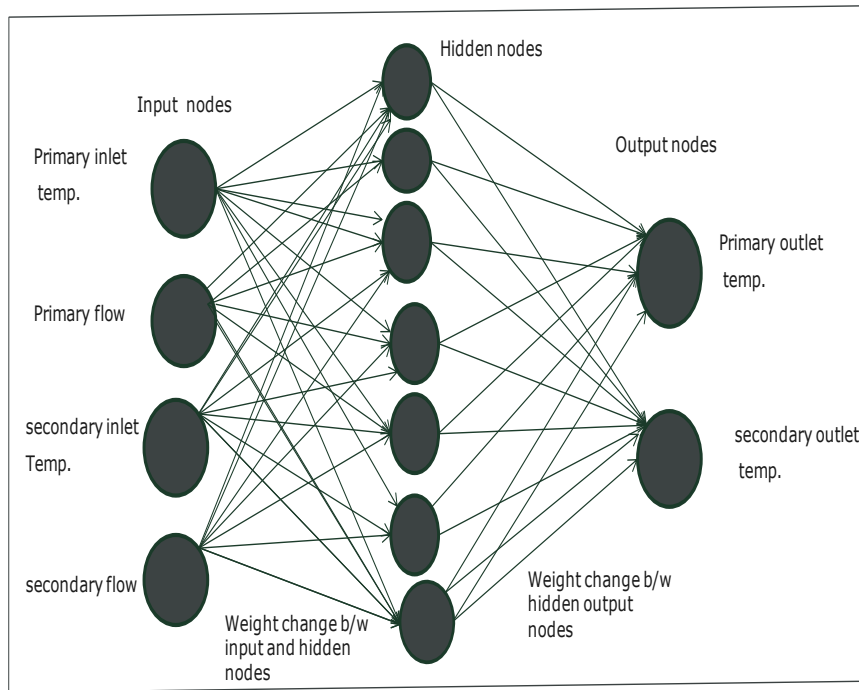 Hidden nodes
Input  nodes
Primary inlet
temp.
Output nodes
Primary outlet
temp.
Primary flow
secondary inlet
Temp.
secondary outlet
temp.
secondary flow
Weight change b/w
input and hidden
nodes
Weight change b/w
hidden output
nodes